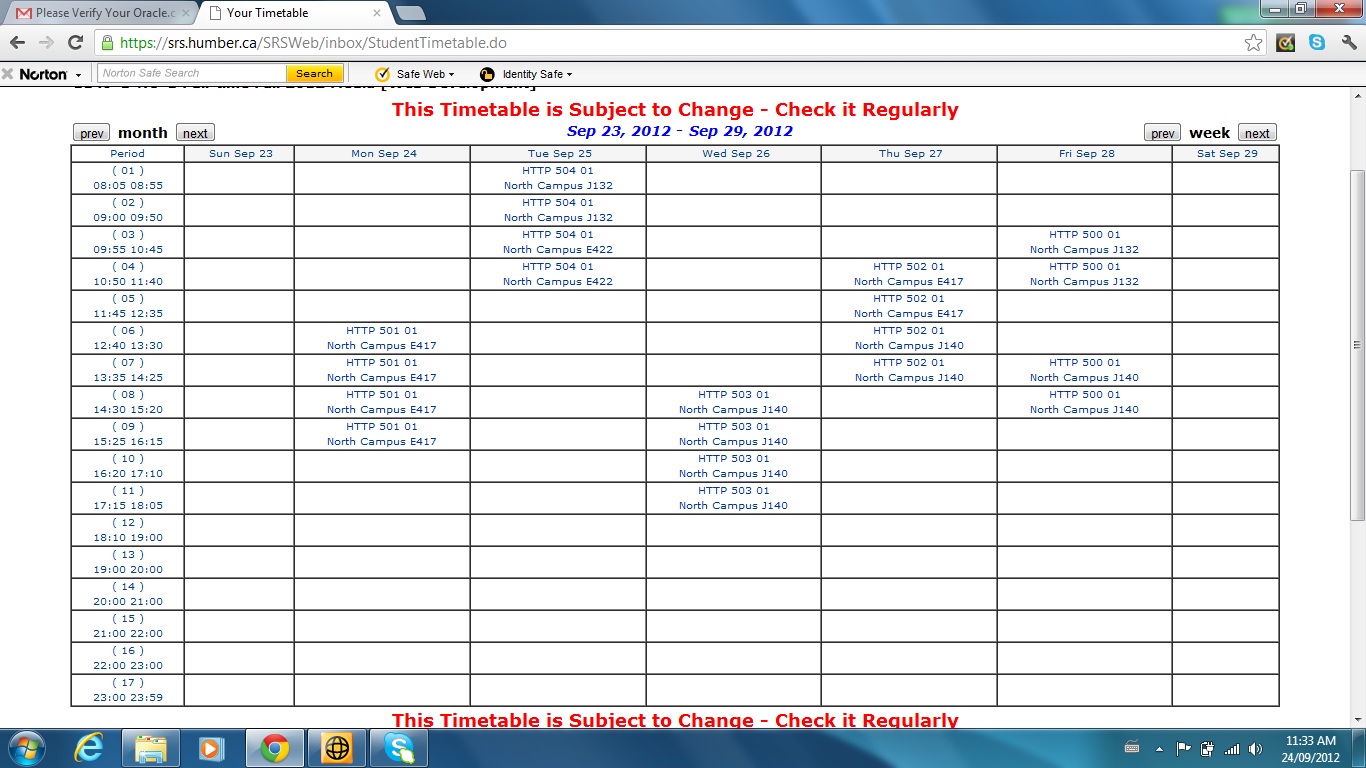 Please Verify Your Oracle.c
Your Timetable
https://srs.humber.ca/SRSWeb/inbox/StudentTimetable.do
Norton Norton Safe Search Search Safe Web Identity Safe
This Timetable is Subject to Change - Check it Regularly
prev month next Sep 23, 2012 - Sep 29, 2012 prev week next
Period Sun Sep 23 Mon Sep 24 Tue Sep 25 Wed Sep 26 Thu Sep 27 Fri Sep 28 Sat Sep 29
( 01 ) HTTP 504 01
08:05 08:55 North Campus J132
( 02 ) HTTP 504 01
09:00 09:50 North Campus J132
( 03 ) HTTP 504 01 HTTP 500 01
09:55 10:45 North Campus E422 North Campus J132
( 04 ) HTTP 504 01 HTTP 502 01 HTTP 500 01
10:50 11:40 North Campus E422 North Campus E417 North Campus J132
( 05 ) HTTP 502 01
11:45 12:35 North Campus E417
( 06 ) HTTP 501 01 HTTP 502 01
12:40 13:30 North Campus E417 North Campus J140
( 07 ) HTTP 501 01 HTTP 502 01 HTTP 500 01
13:35 14:25 North Campus E417 North Campus J140 North Campus J140
( 08 ) HTTP 501 01 HTTP 503 01 HTTP 500 01
14:30 15:20 North Campus E417 North Campus J140 North Campus J140
( 09 ) HTTP 501 01 HTTP 503 01
15:25 16:15 North Campus E417 North Campus J140
( 10 ) HTTP 503 01
16:20 17:10 North Campus J140
( 11 ) HTTP 503 01
17:15 18:05 North Campus J140
( 12 )
18:10 19:00
( 13 )
19:00 20:00
( 14 )
20:00 21:00
( 15 )
21:00 22:00
( 16 )
22:00 23:00
( 17 )
23:00 23:59
This Timetable is Subject to Change - Check it Regularly
11:33 AM
24/09/2012